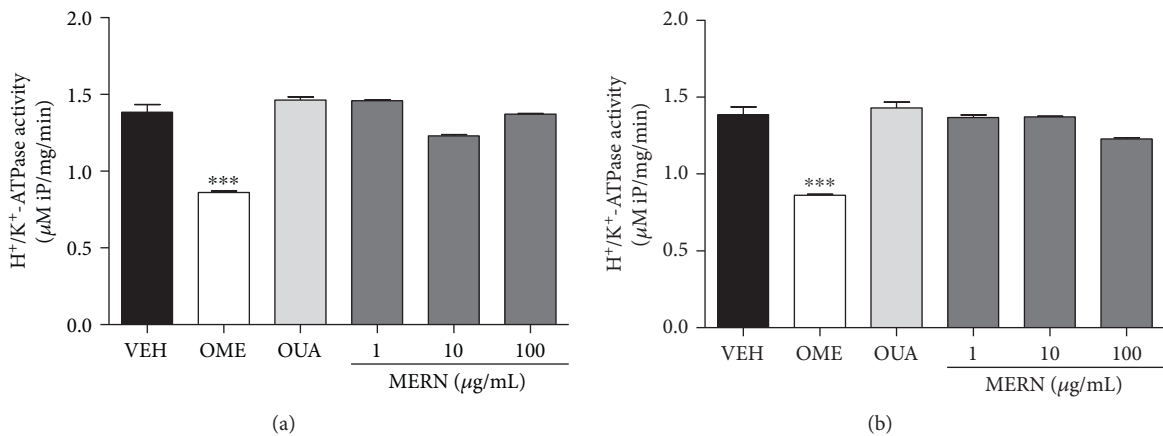 H⁺/K⁺-ATPase activity
(μM iP/mg/min)
2.0
1.5
1.0
0.5
0.0
***
VEH OME OUA 1 10 100
MERN (μg/mL)
(a)
H⁺/K⁺-ATPase activity
(μM iP/mg/min)
2.0
1.5
1.0
0.5
0.0
***
VEH OME OUA 1 10 100
MERN (μg/mL)
(b)